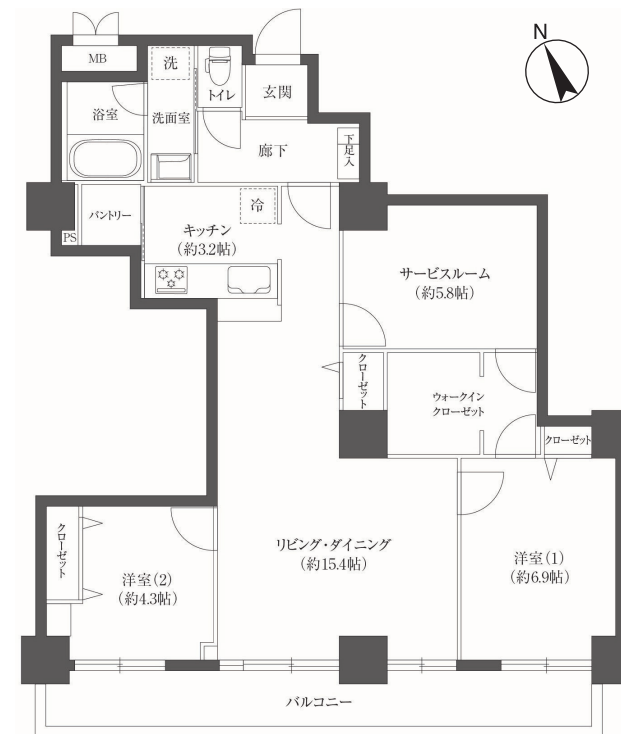 N
MB
洗
トイレ
玄関
浴室
洗面室
廊下
下足入
PS
パントリー
冷
キッチン
(約3.2帖)
サービスルーム
(約5.8帖)
クローゼット
ウォークイン
クローゼット
クローゼット
クローゼット
洋室(2)
(約4.3帖)
リビング・ダイニング
(約15.4帖)
洋室(1)
(約6.9帖)
バルコニー